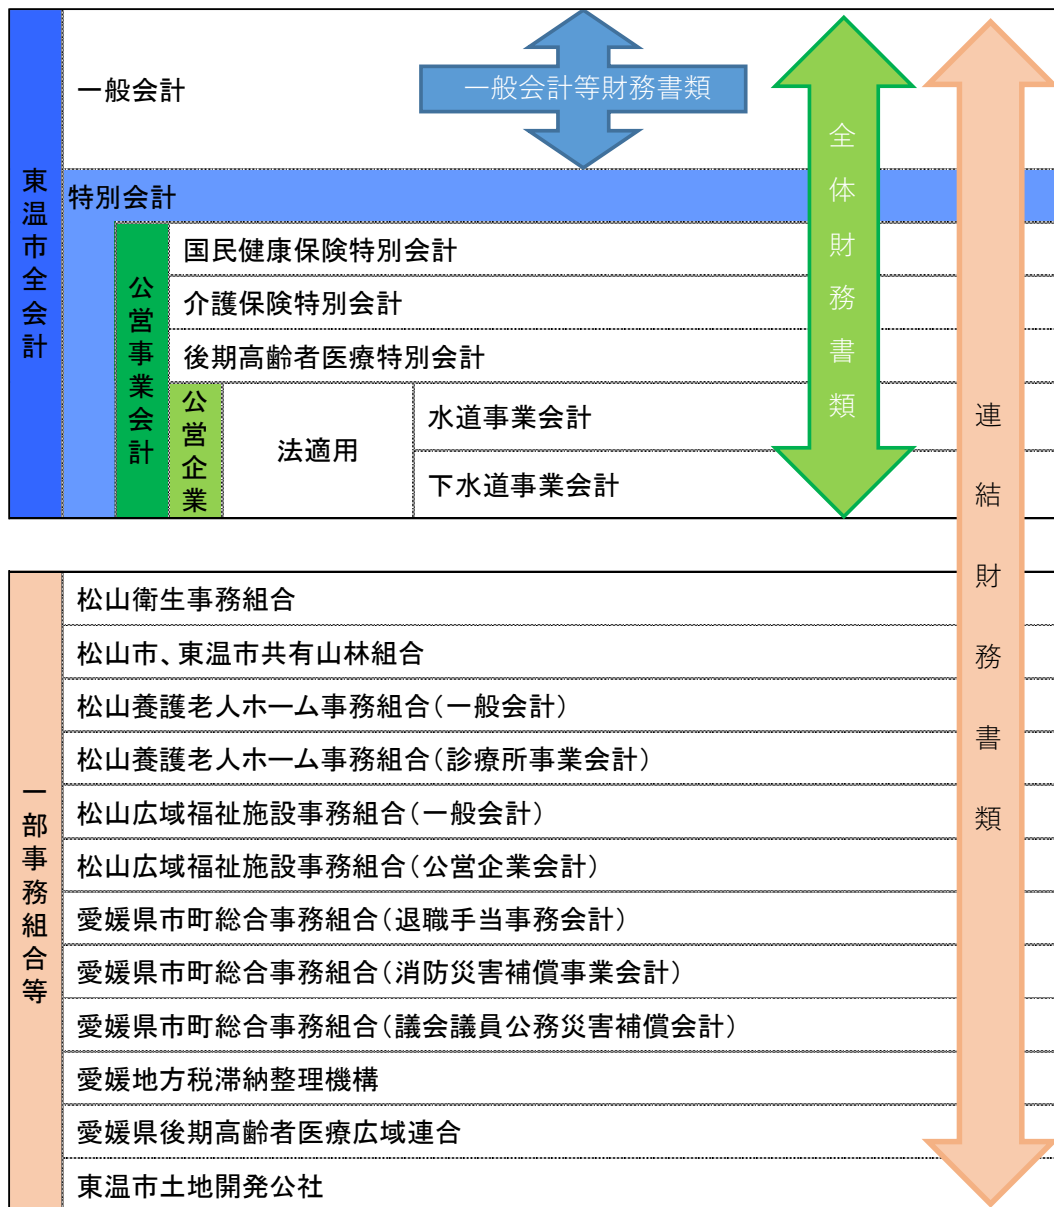 東温市全会計
一般会計
一般会計等財務書類
全体財務書類
連結財務書類
特別会計
公営事業会計
国民健康保険特別会計
介護保険特別会計
後期高齢者医療特別会計
公営企業
法適用
水道事業会計
下水道事業会計
一部事務組合等
松山衛生事務組合
松山市、東温市共有山林組合
松山養護老人ホーム事務組合(一般会計)
松山養護老人ホーム事務組合(診療所事業会計)
松山広域福祉施設事務組合(一般会計)
松山広域福祉施設事務組合(公営企業会計)
愛媛県市町総合事務組合(退職手当事務会計)
愛媛県市町総合事務組合(消防災害補償事業会計)
愛媛県市町総合事務組合(議会議員公務災害補償会計)
愛媛地方税滞納整理機構
愛媛県後期高齢者医療広域連合
東温市土地開発公社